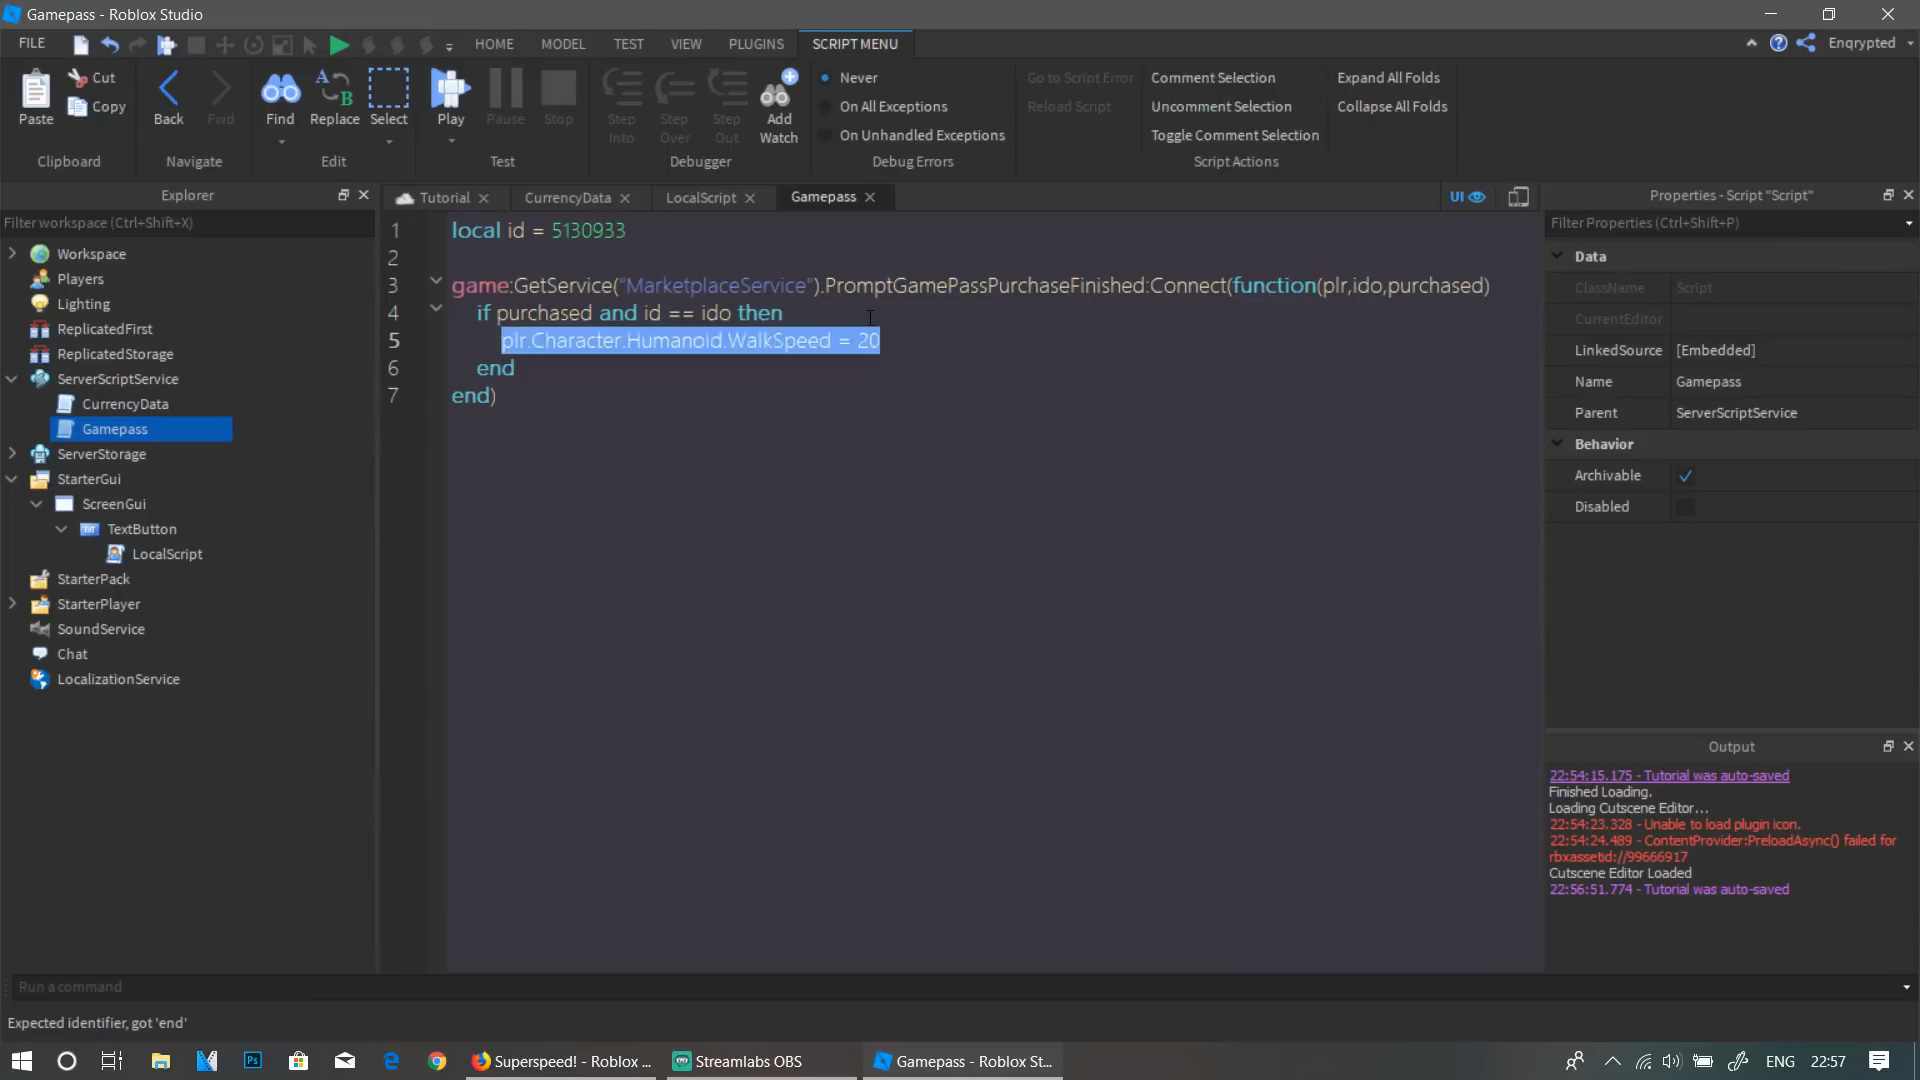 Gamepass - Roblox Studio
FILE
HOME
MODEL
TEST
VIEW
PLUGINS
SCRIPT MENU
Enqrypted
Paste
Cut
Copy
Clipboard
Back
Fwd
Navigate
Find
Replace
Select
Edit
Play
Pause
Stop
Test
Step Into
Step Over
Step Out
Add Watch
Debugger
Never
On All Exceptions
On Unhandled Exceptions
Debug Errors
Go to Script Error
Reload Script
Comment Selection
Uncomment Selection
Toggle Comment Selection
Script Actions
Expand All Folds
Collapse All Folds
Explorer
Filter workspace (Ctrl+Shift+X)
Workspace
Players
Lighting
ReplicatedFirst
ReplicatedStorage
ServerScriptService
CurrencyData
Gamepass
ServerStorage
StarterGui
ScreenGui
TextButton
LocalScript
StarterPack
StarterPlayer
SoundService
Chat
LocalizationService
Tutorial
CurrencyData
LocalScript
Gamepass
UI
1 local id = 5130933
2
3 game:GetService("MarketplaceService").PromptGamePassPurchaseFinished:Connect(function(plr,ido,purchased)
4 if purchased and id == ido then
5 plr.Character.Humanoid.WalkSpeed = 20
6 end
7 end)
Properties - Script "Script"
Filter Properties (Ctrl+Shift+P)
Data
ClassName Script
CurrentEditor
LinkedSource [Embedded]
Name Gamepass
Parent ServerScriptService
Behavior
Archivable
Disabled
Output
22:54:15.175 - Tutorial was auto-saved
Finished Loading.
Loading Cutscene Editor...
22:54:23.328 - Unable to load plugin icon.
22:54:24.489 - ContentProvider:PreloadAsync() failed for
rbxassetid://99666917
Cutscene Editor Loaded
22:56:51.774 - Tutorial was auto-saved
Run a command
Expected identifier, got 'end'
Superspeed! - Roblox ...
Streamlabs OBS
Gamepass - Roblox St...
ENG
22:57